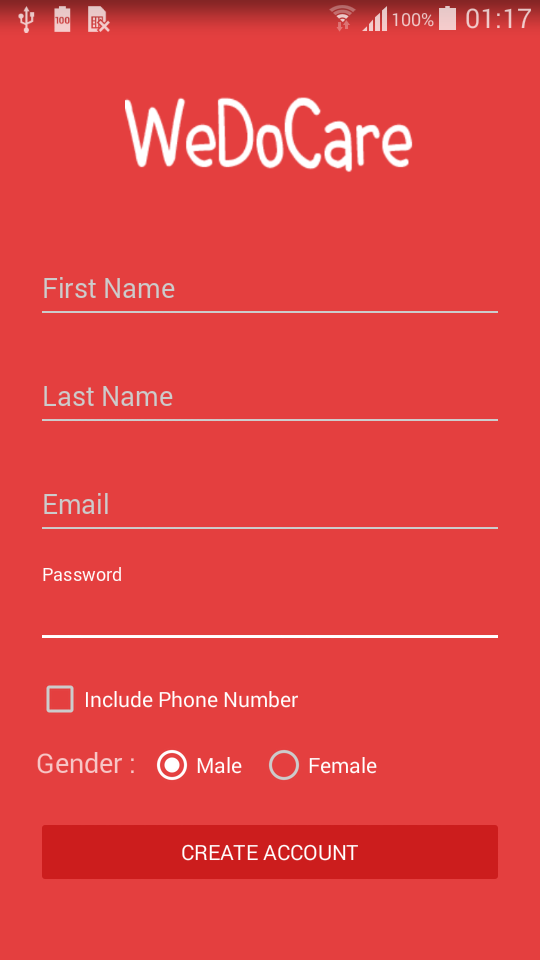 100 100% 01:17
WeDoCare
First Name
Last Name
Email
Password
Include Phone Number
Gender : Male Female
CREATE ACCOUNT